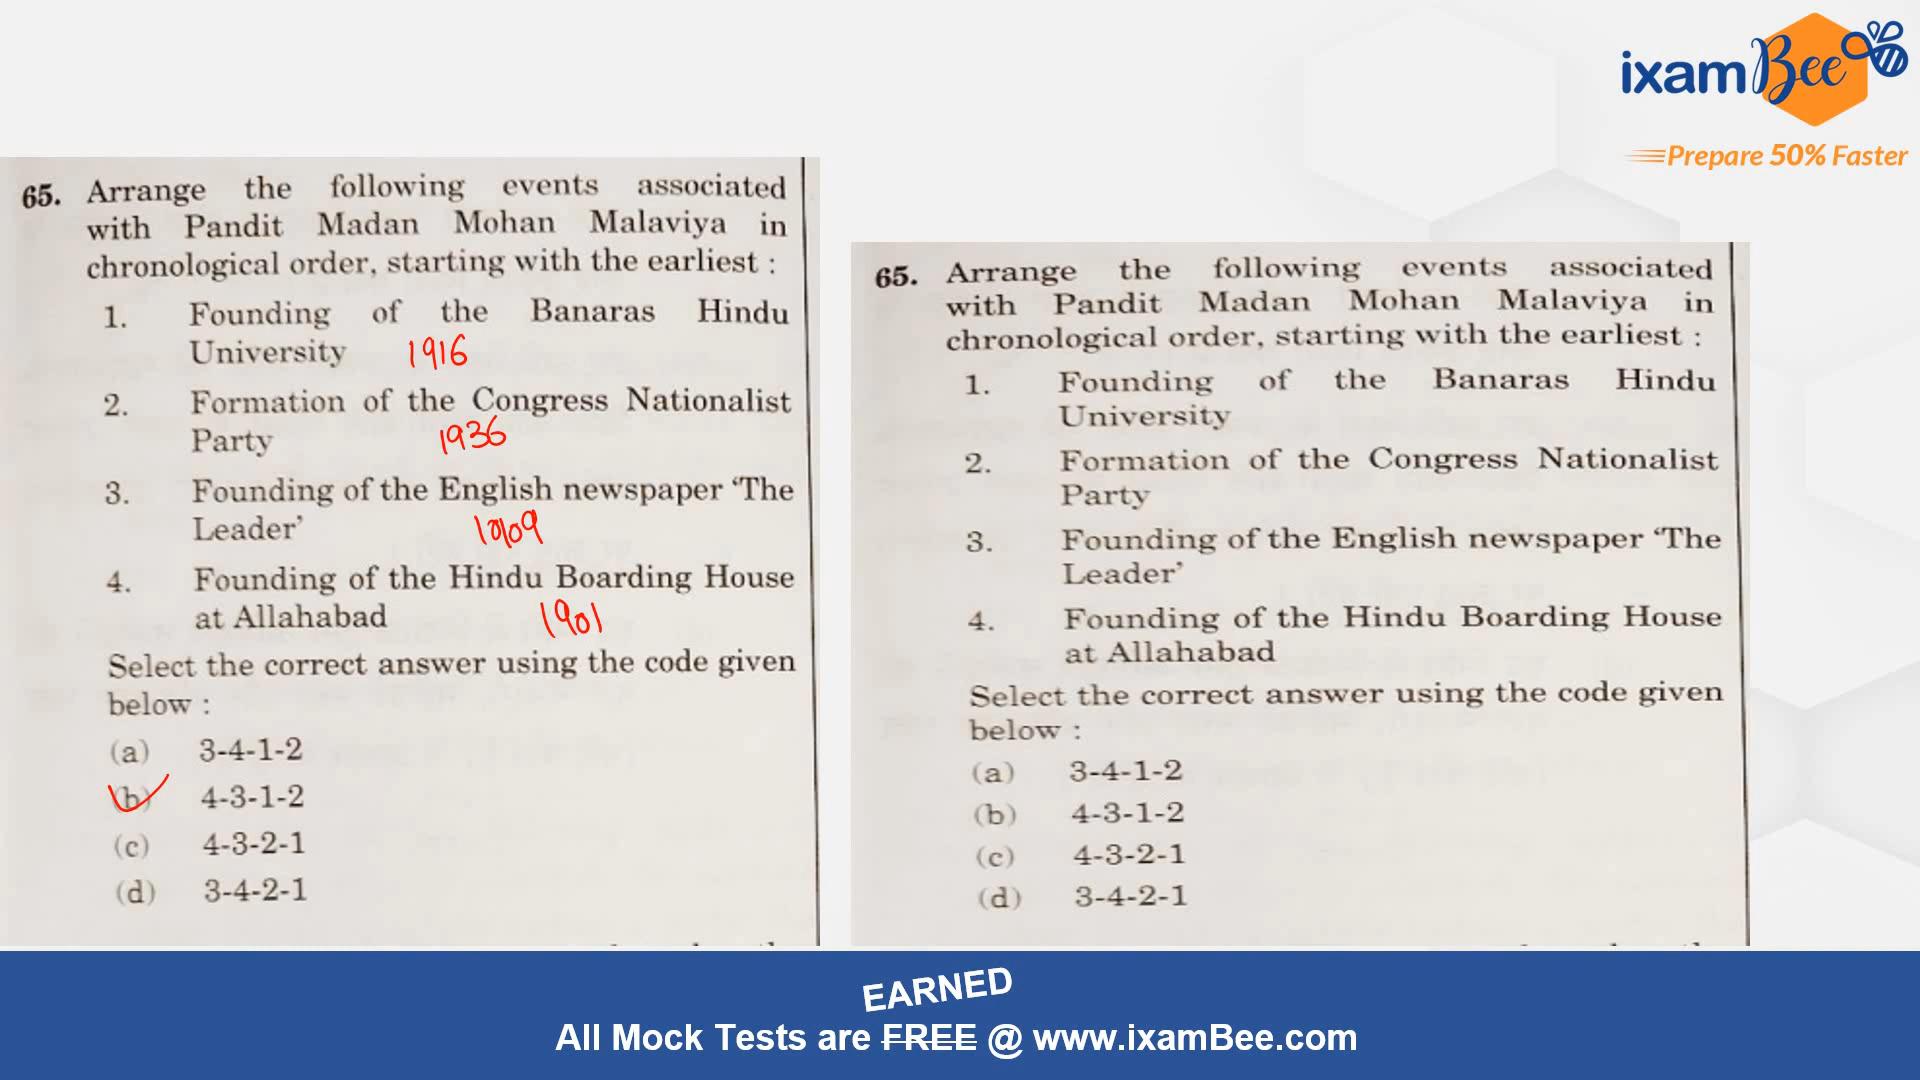 ixamBee
Prepare 50% Faster
65. Arrange the following events associated
with Pandit Madan Mohan Malaviya in
chronological order, starting with the earliest :
1. Founding of the Banaras Hindu
University 1916
2. Formation of the Congress Nationalist
Party 1936
3. Founding of the English newspaper ‘The
Leader’ 1909
4. Founding of the Hindu Boarding House
at Allahabad 1901
Select the correct answer using the code given
below :
(a) 3-4-1-2
(b) 4-3-1-2
(c) 4-3-2-1
(d) 3-4-2-1
65. Arrange the following events associated
with Pandit Madan Mohan Malaviya in
chronological order, starting with the earliest :
1. Founding of the Banaras Hindu
University
2. Formation of the Congress Nationalist
Party
3. Founding of the English newspaper ‘The
Leader’
4. Founding of the Hindu Boarding House
at Allahabad
Select the correct answer using the code given
below :
(a) 3-4-1-2
(b) 4-3-1-2
(c) 4-3-2-1
(d) 3-4-2-1
EARNED
All Mock Tests are FREE @ www.ixamBee.com